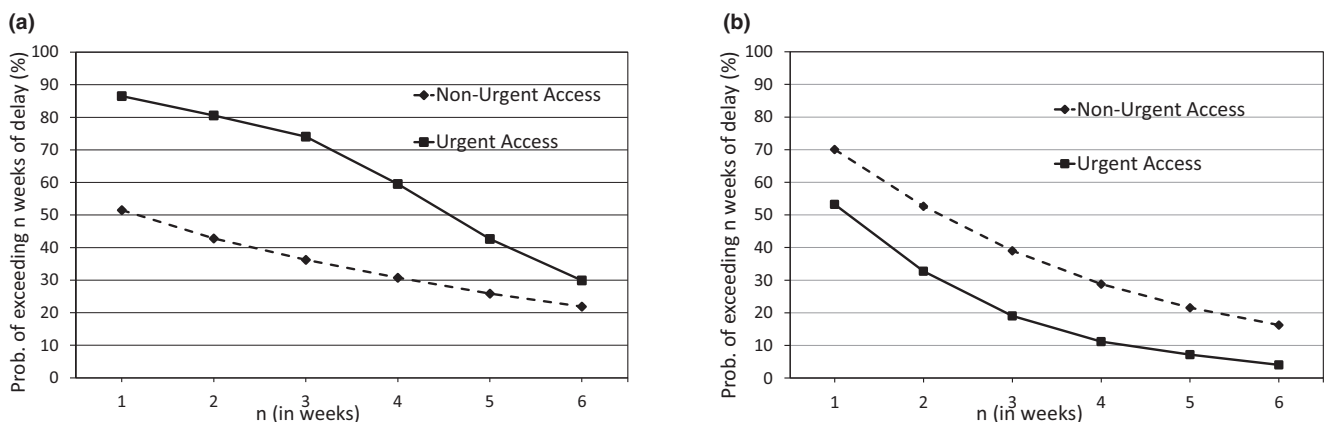 (a)
Prob. of exceeding n weeks of delay (%)
100
90
80
70
60
50
40
30
20
10
0
Non-Urgent Access
Urgent Access
1 2 3 4 5 6
n (in weeks)
(b)
Prob. of exceeding n weeks of delay (%)
100
90
80
70
60
50
40
30
20
10
0
Non-Urgent Access
Urgent Access
1 2 3 4 5 6
n (in weeks)